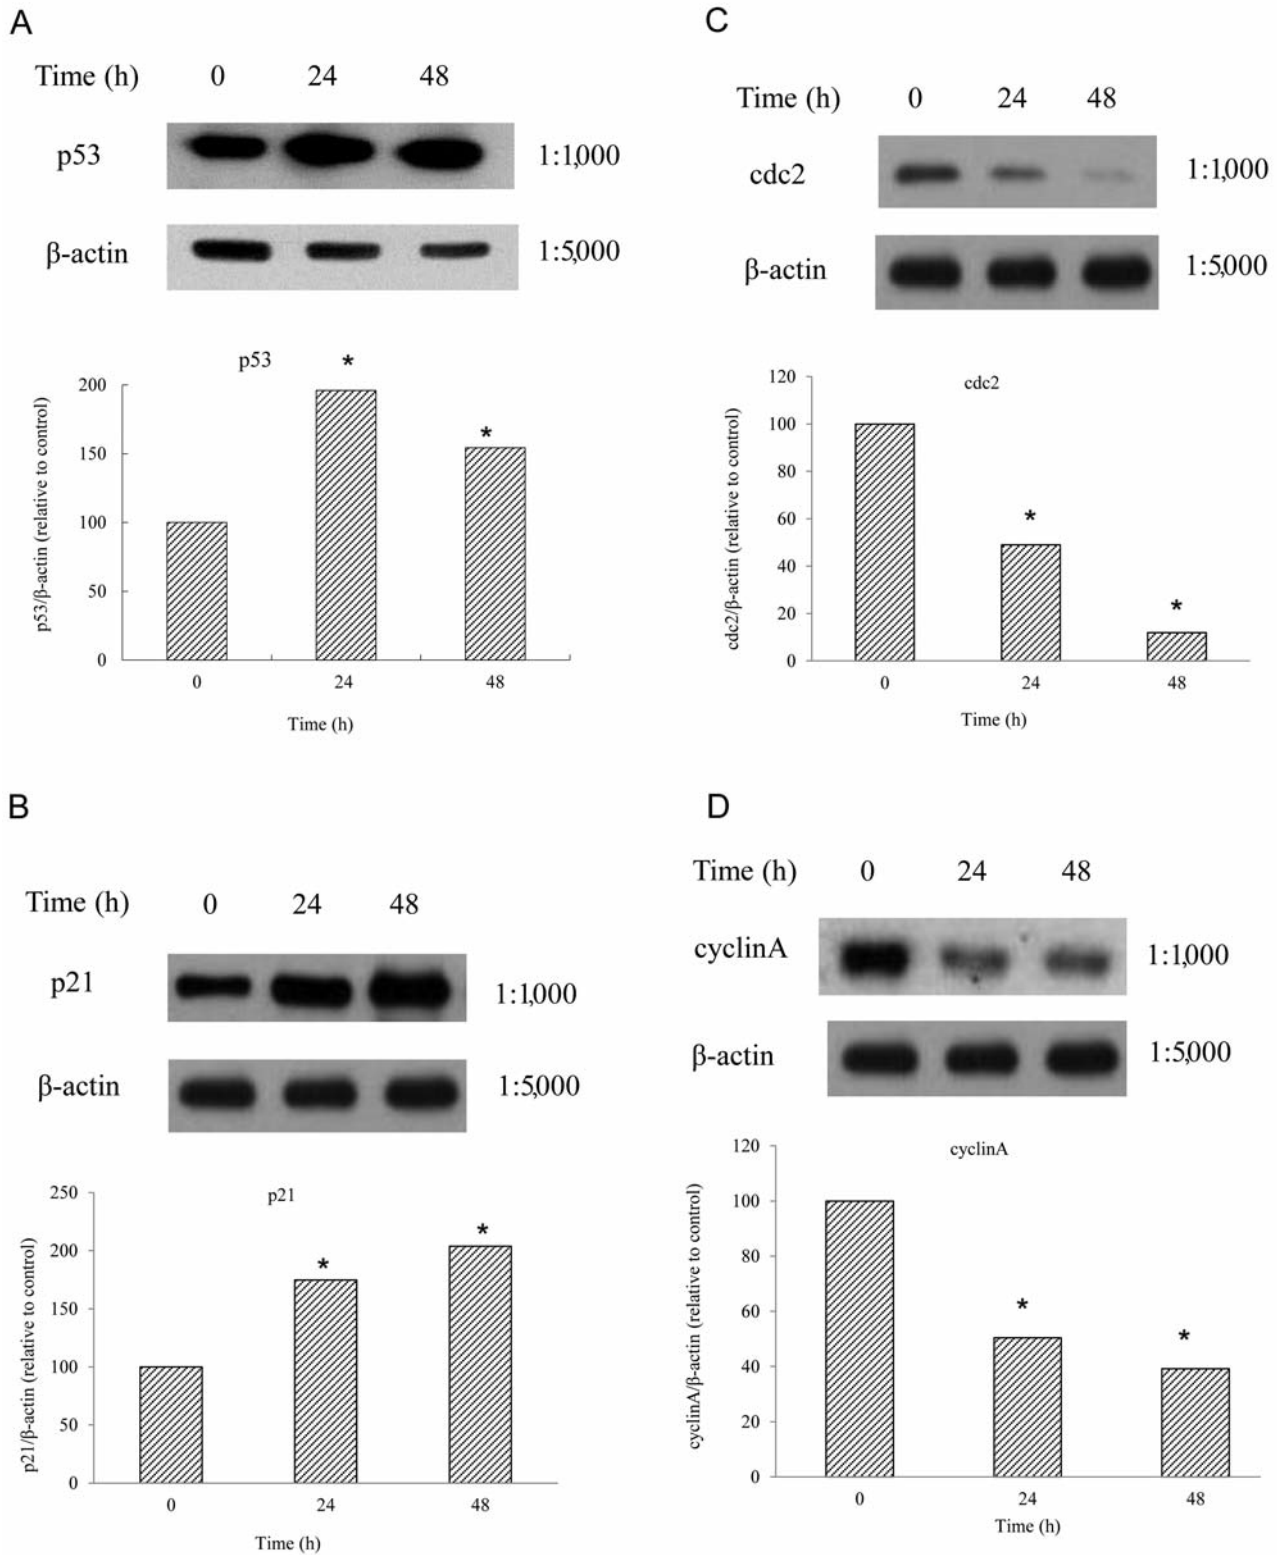 A
Time (h) 0 24 48
p53 1:1,000
β-actin 1:5,000
p53
* *
p53/β-actin (relative to control)
200
150
100
50
0
0 24 48
Time (h)
B
Time (h) 0 24 48
p21 1:1,000
β-actin 1:5,000
p21
* *
p21/β-actin (relative to control)
250
200
150
100
50
0
0 24 48
Time (h)
C
Time (h) 0 24 48
cdc2 1:1,000
β-actin 1:5,000
cdc2
* *
cdc2/β-actin (relative to control)
120
100
80
60
40
20
0
0 24 48
Time (h)
D
Time (h) 0 24 48
cyclinA 1:1,000
β-actin 1:5,000
cyclinA
* *
cyclinA/β-actin (relative to control)
120
100
80
60
40
20
0
0 24 48
Time (h)